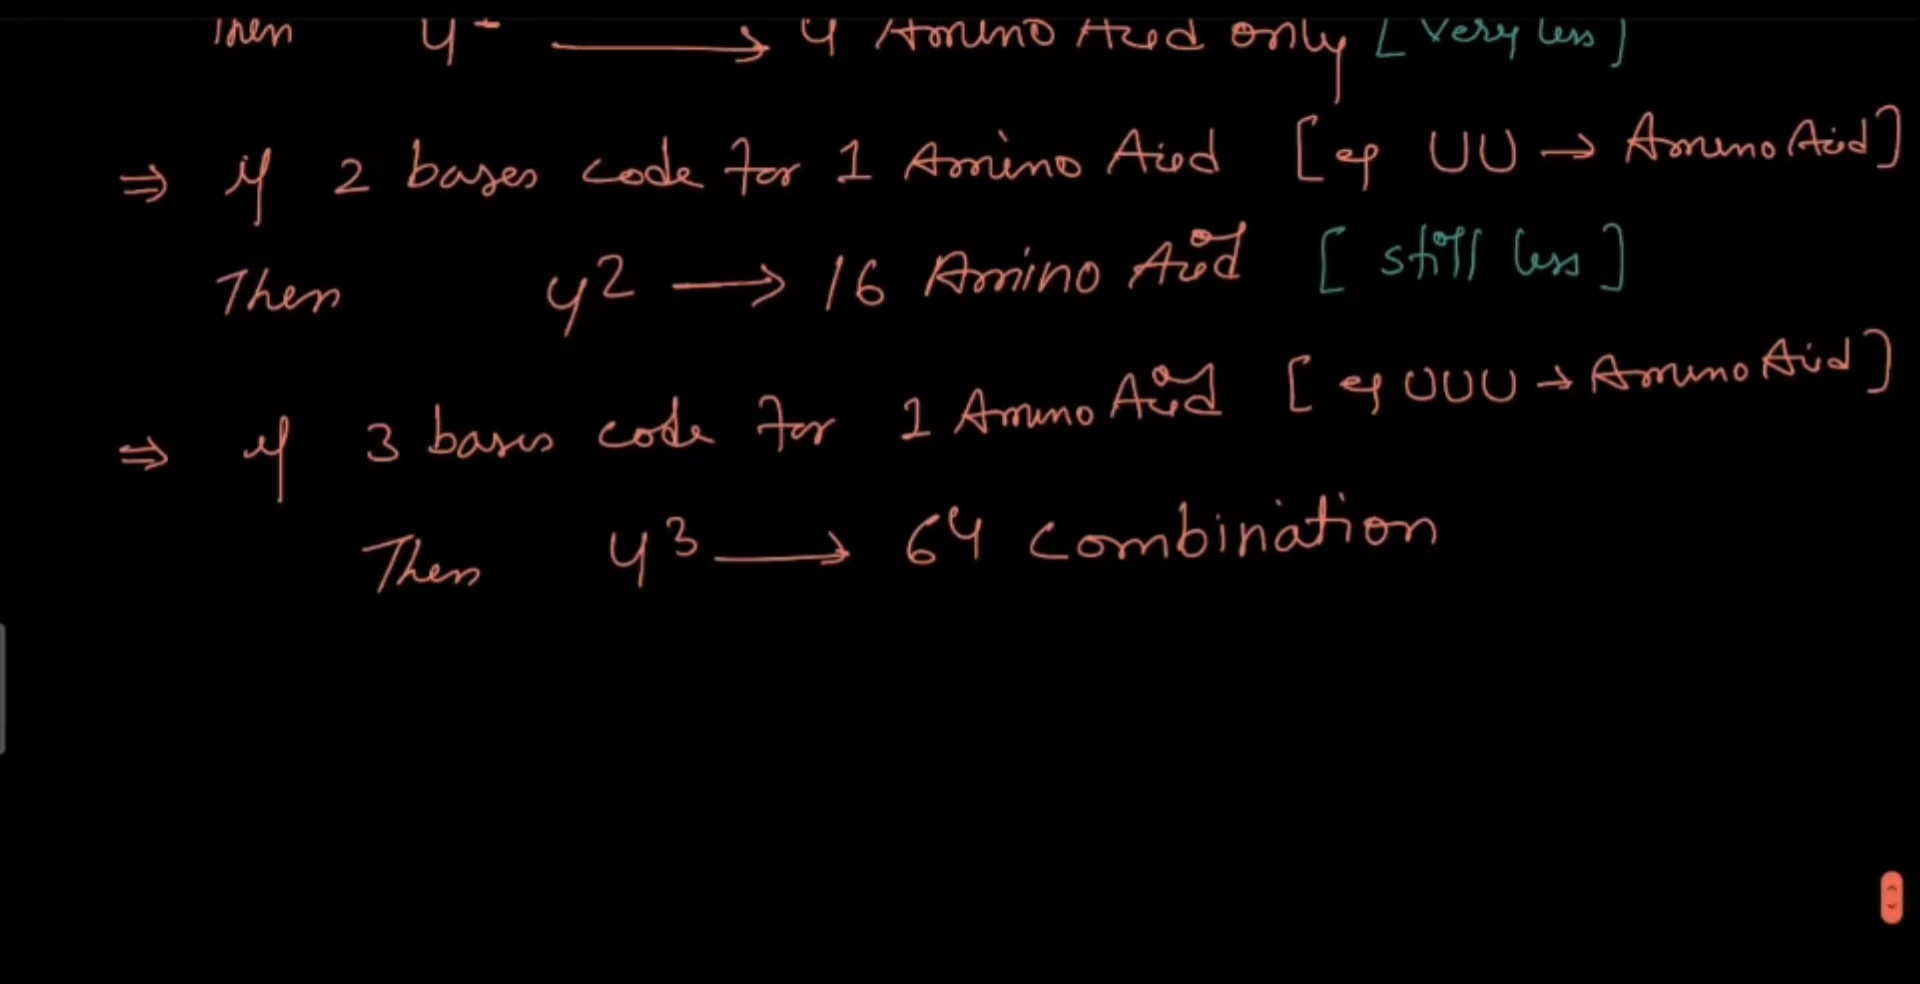 Then 4¹ → 4 Amino Acid only [Very less]
⇒ if 2 bases code for 1 Amino Acid [eg UU → Amino Acid]
Then 4² → 16 Amino Acid [still less]
⇒ if 3 bases code for 1 Amino Acid [eg UUU → Amino Acid]
Then 4³ → 64 Combination